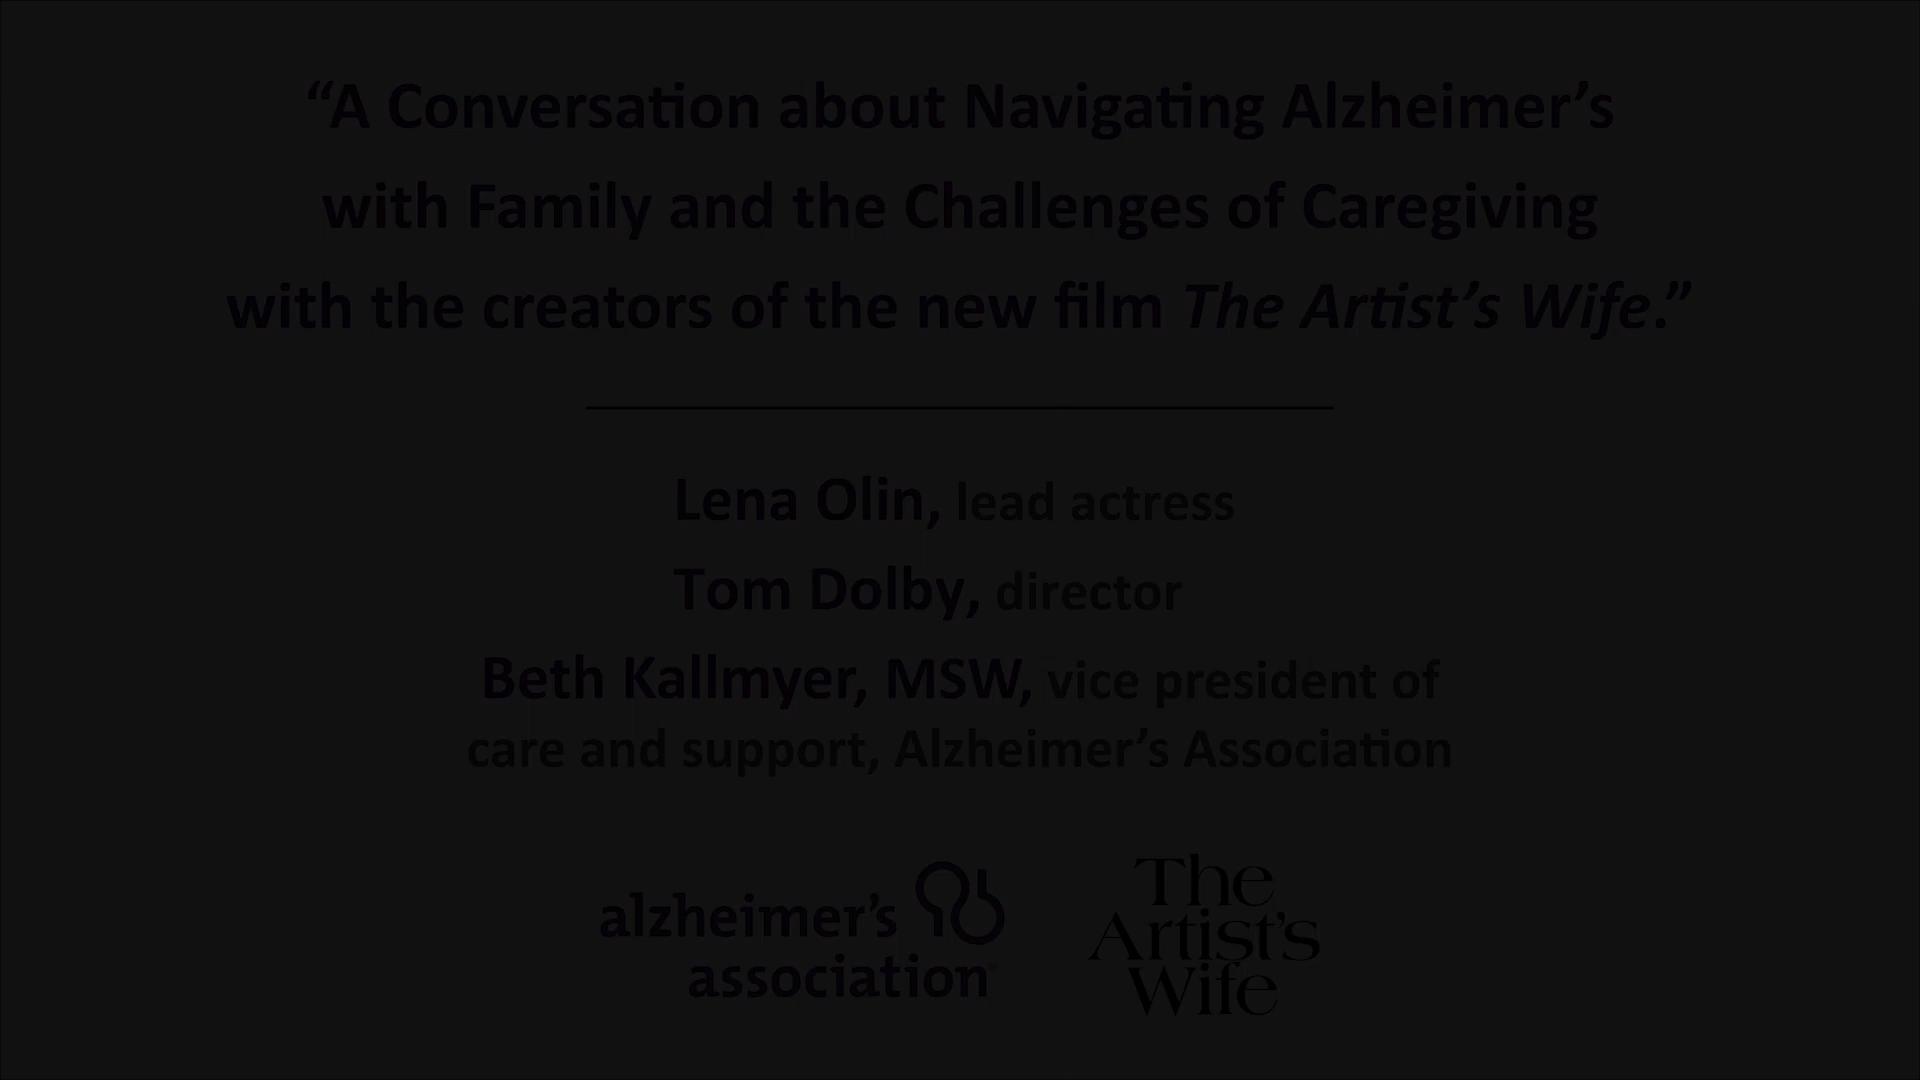 “A Conversation about Navigating Alzheimer’s
with Family and the Challenges of Caregiving
with the creators of the new film The Artist’s Wife.”
Lena Olin, lead actress
Tom Dolby, director
Beth Kallmyer, MSW, vice president of
care and support, Alzheimer’s Association
alzheimer’s
association
The
Artist’s
Wife